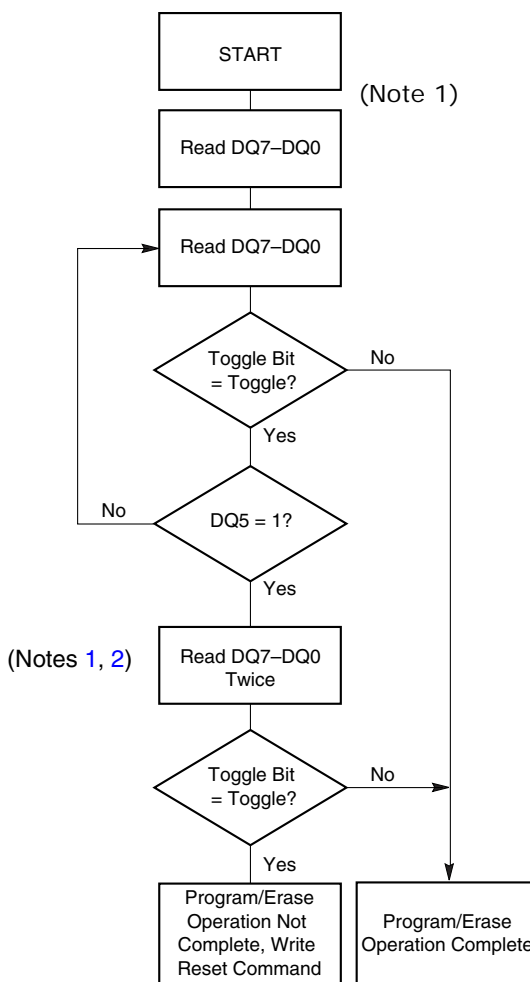 START
(Note 1)
Read DQ7–DQ0
Read DQ7–DQ0
Toggle Bit
= Toggle?
No
Yes
No
DQ5 = 1?
Yes
(Notes 1, 2)
Read DQ7–DQ0
Twice
Toggle Bit
= Toggle?
No
Yes
Program/Erase
Operation Not
Complete, Write
Reset Command
Program/Erase
Operation Complete